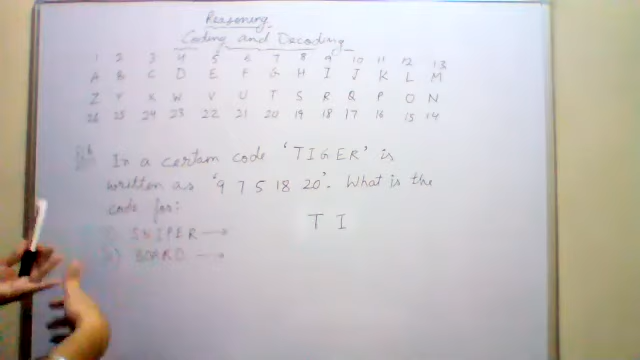 Reasoning
Coding and Decoding
1 2 3 4 5 6 7 8 9 10 11 12 13
A B C D E F G H I J K L M
Z Y X W V U T S R Q P O N
26 25 24 23 22 21 20 19 18 17 16 15 14
In a certain code 'TIGER' is
written as '9 7 5 18 20'. What is the
code for:
T I
i) SNIPER →
ii) BOARD →